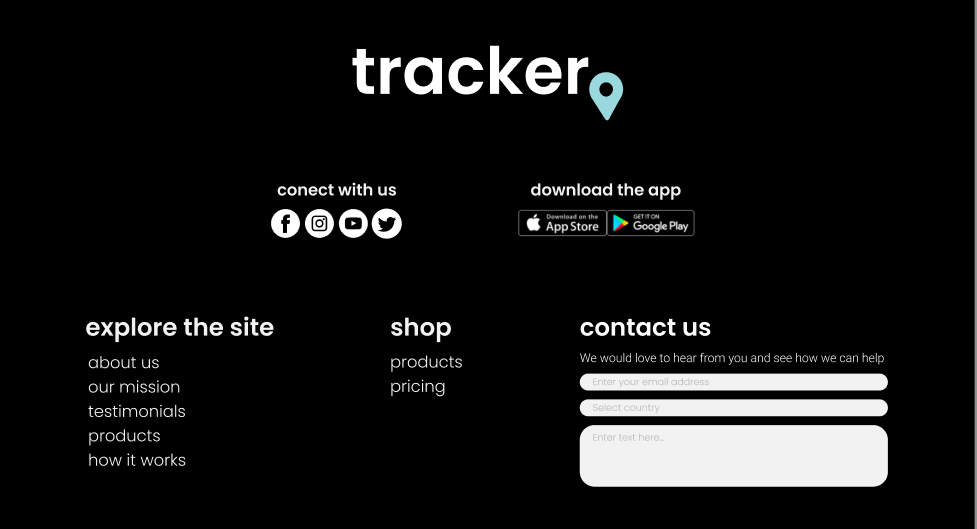 tracker
conect with us
download the app
Download on the
App Store
GET IT ON
Google Play
explore the site
about us
our mission
testimonials
products
how it works
shop
products
pricing
contact us
We would love to hear from you and see how we can help
Enter your email address
Select country
Enter text here...